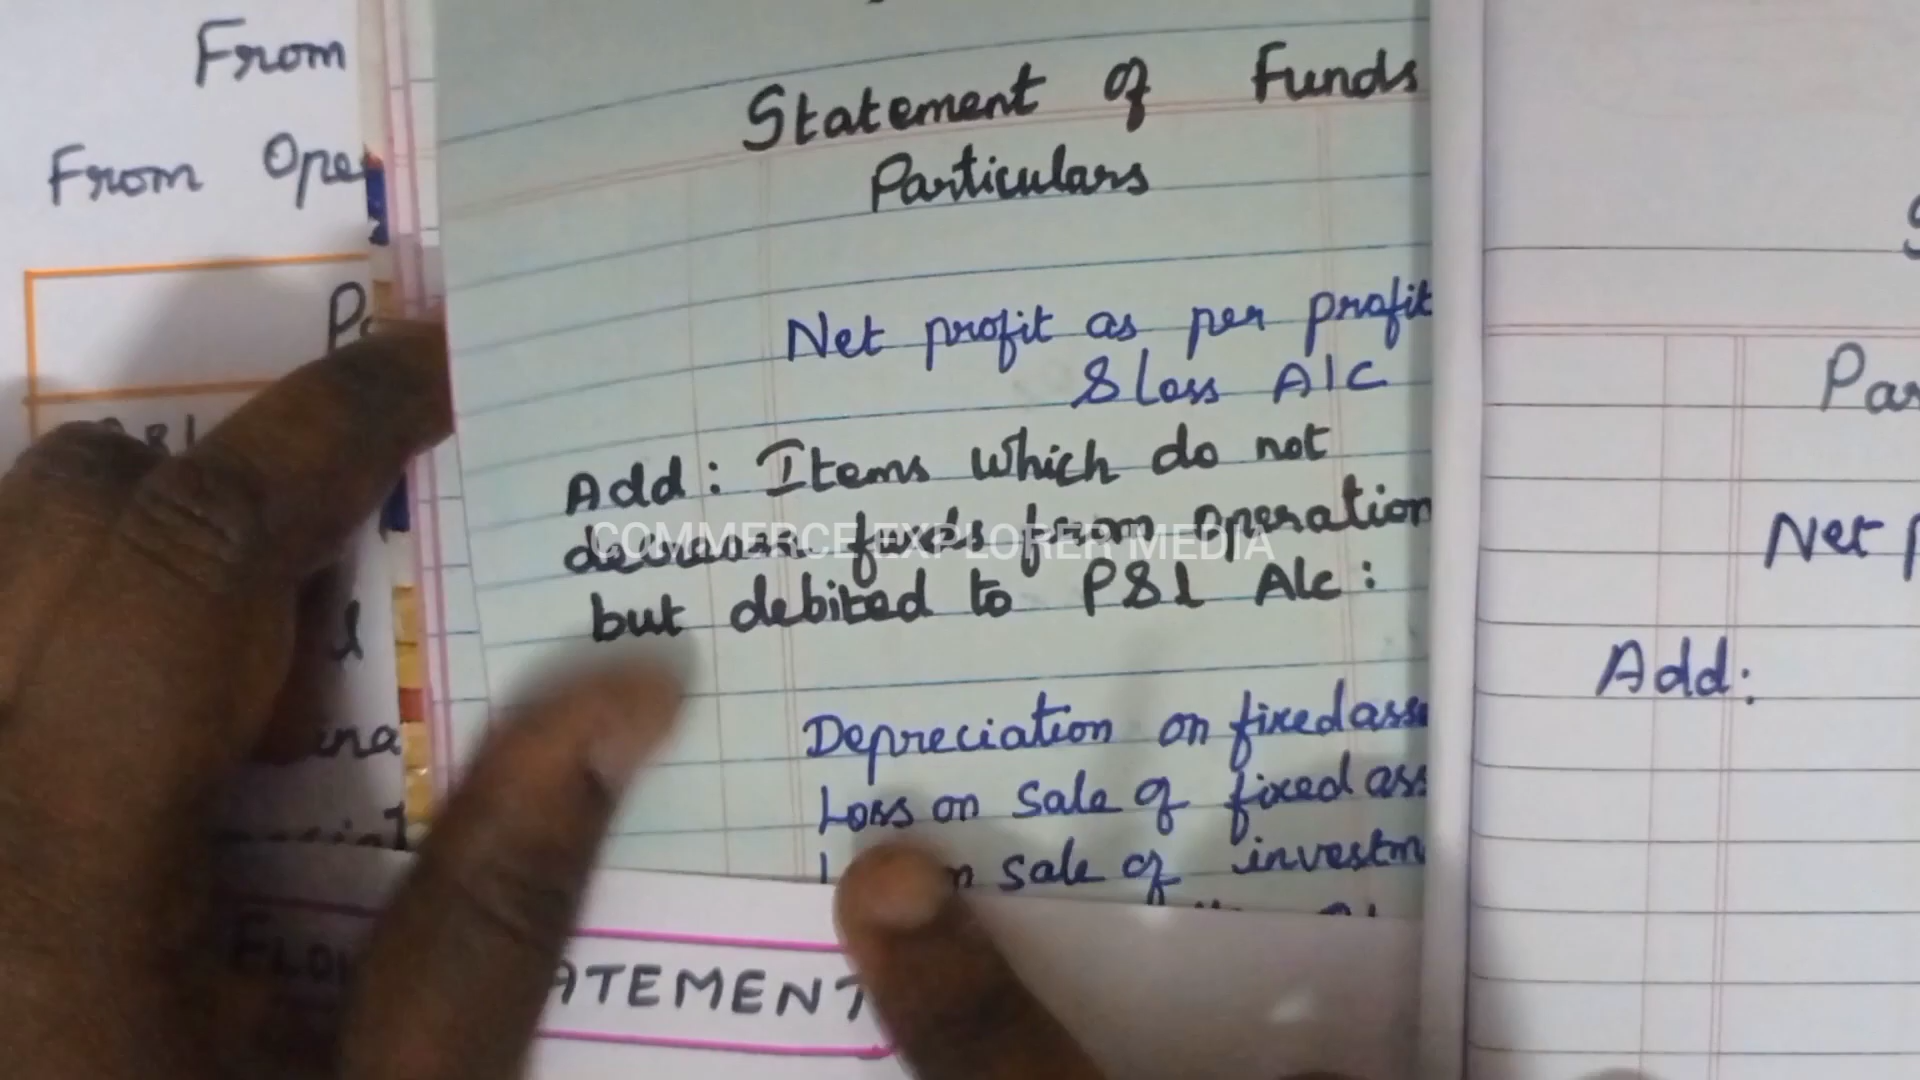 From
From Ope
Statement of Funds
Particulars
Net profit as per profit
& loss A/C
Add: Items which do not
decrease funds from operation
but debited to P&L A/c:
Depreciation on fixed asse
Loss on sale of fixed ass
sale of investm
COMMERCE EXPLORER MEDIA
ATEMENT
Par
Net p
Add: